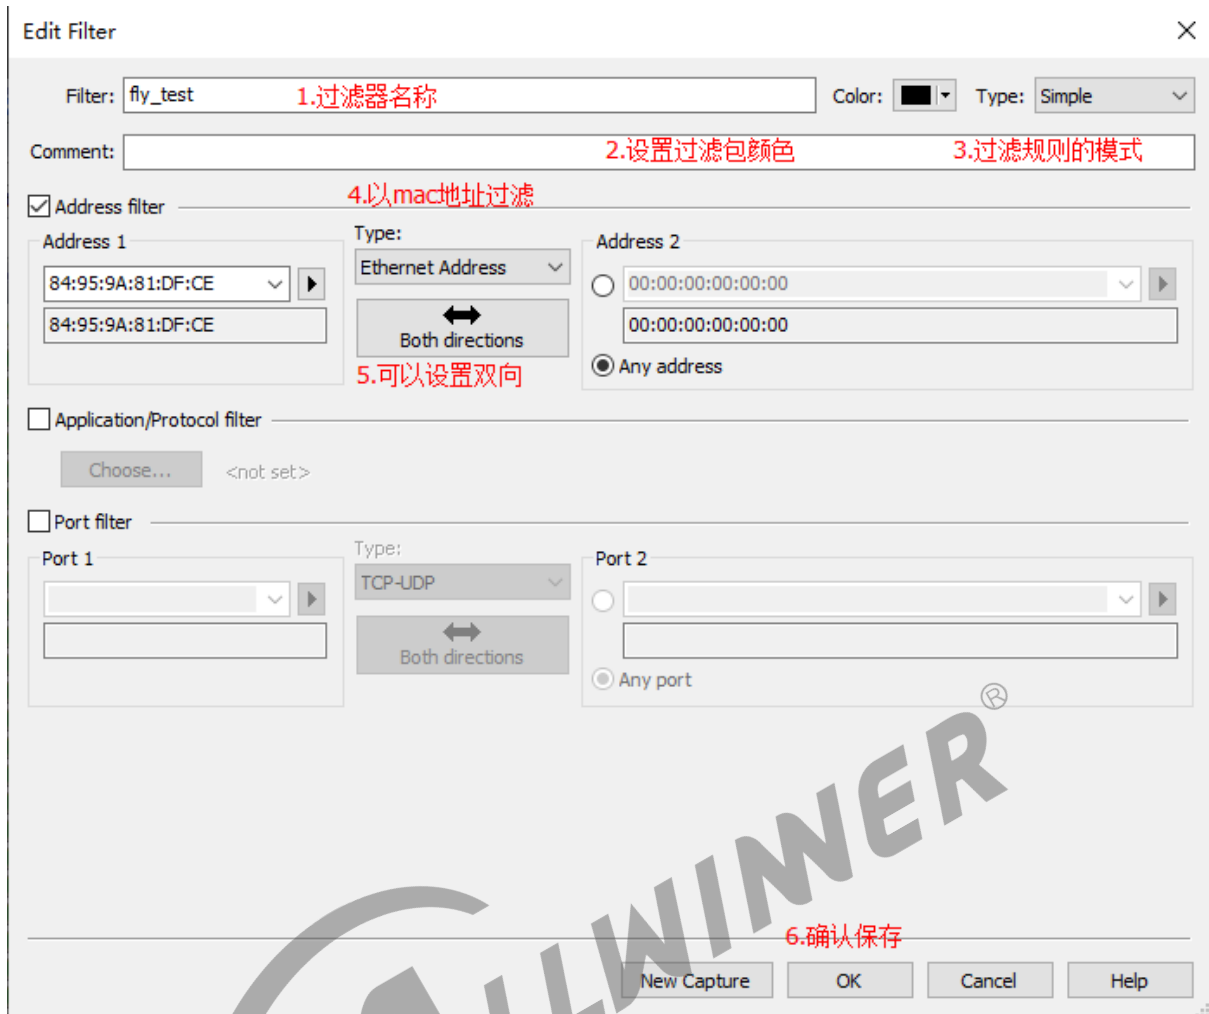 Edit Filter
Filter: fly_test 1.过滤器名称 Color: Type: Simple
Comment: 2.设置过滤包颜色 3.过滤规则的模式
4.以mac地址过滤
Address filter
Address 1 Type: Address 2
84:95:9A:81:DF:CE Ethernet Address 00:00:00:00:00:00
84:95:9A:81:DF:CE Both directions 00:00:00:00:00:00
5.可以设置双向 Any address
Application/Protocol filter
Choose... <not set>
Port filter
Port 1 Type: Port 2
TCP-UDP
Both directions
Any port
ALLWINNER®
6.确认保存
New Capture OK Cancel Help